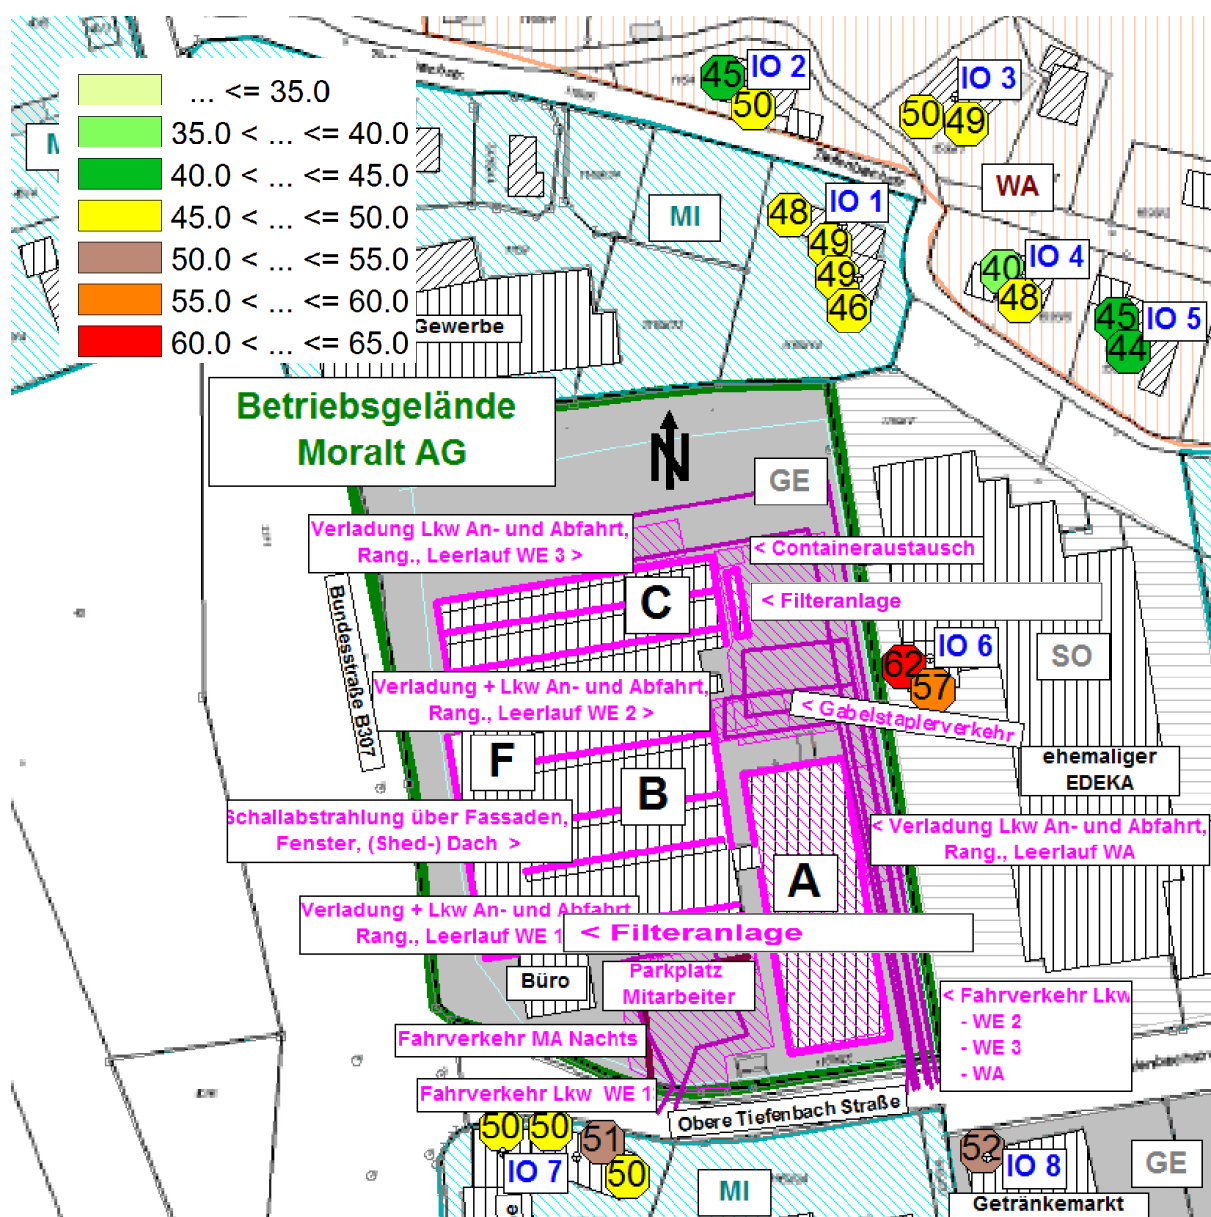 ... <= 35.0
35.0 < ... <= 40.0
40.0 < ... <= 45.0
45.0 < ... <= 50.0
50.0 < ... <= 55.0
55.0 < ... <= 60.0
60.0 < ... <= 65.0
45
IO 2
50
IO 3
50
49
WA
MI
48
IO 1
49
49
46
40
IO 4
48
45
IO 5
44
Gewerbe
Betriebsgelände
Moralt AG
N
GE
Verladung Lkw An- und Abfahrt,
Rang., Leerlauf WE 3 >
< Containeraustausch
< Filteranlage
C
Bundesstraße B307
62
IO 6
57
SO
Verladung + Lkw An- und Abfahrt,
Rang., Leerlauf WE 2 >
< Gabelstaplerverkehr
F
B
ehemaliger
EDEKA
Schallabstrahlung über Fassaden,
Fenster, (Shed-) Dach >
< Verladung Lkw An- und Abfahrt,
Rang., Leerlauf WA
A
Verladung + Lkw An- und Abfahrt
Rang., Leerlauf WE 1
< Filteranlage
Büro
Parkplatz
Mitarbeiter
< Fahrverkehr Lkw
- WE 2
- WE 3
- WA
Fahrverkehr MA Nachts
Fahrverkehr Lkw WE 1
Obere Tiefenbach Straße
50
50
51
50
IO 7
MI
52
IO 8
GE
Getränkemarkt